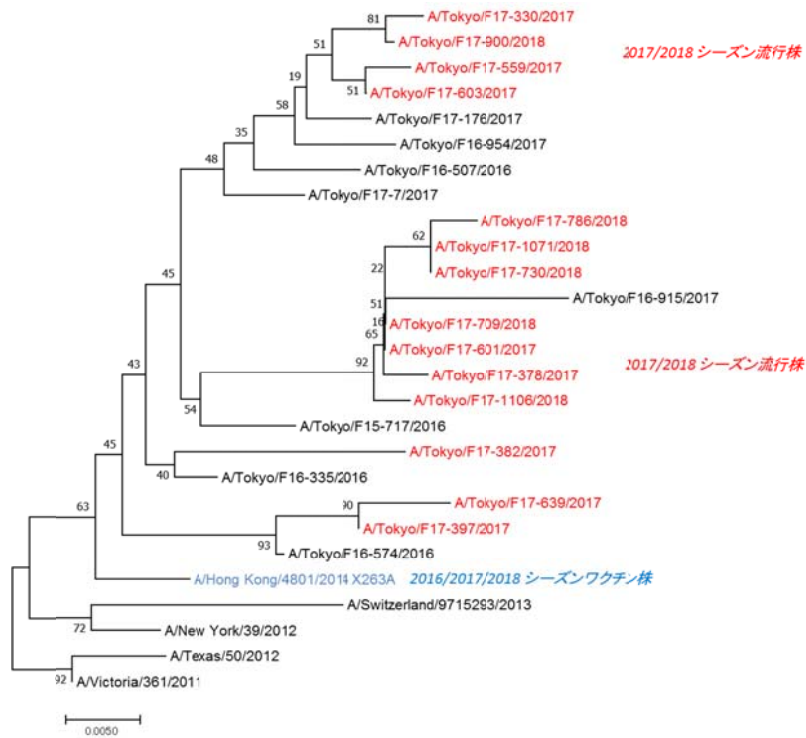 81
A/Tokyo/F17-330/2017
51
A/Tokyo/F17-900/2018
2017/2018 シーズン流行株
19
A/Tokyo/F17-559/2017
51
A/Tokyo/F17-603/2017
58
A/Tokyo/F17-176/2017
35
A/Tokyo/F16-954/2017
48
A/Tokyo/F16-507/2016
A/Tokyo/F17-7/2017
A/Tokyo/F17-786/2018
62
A/Tokyo/F17-1071/2018
45
22
A/Tokyo/F17-730/2018
51
A/Tokyo/F16-915/2017
16
A/Tokyo/F17-709/2018
65
A/Tokyo/F17-601/2017
92
A/Tokyo/F17-378/2017
2017/2018 シーズン流行株
43
A/Tokyo/F17-1106/2018
54
A/Tokyo/F15-717/2016
45
A/Tokyo/F17-382/2017
40
A/Tokyo/F16-335/2016
63
90
A/Tokyo/F17-639/2017
A/Tokyo/F17-397/2017
93
A/Tokyo/F16-574/2016
A/Hong Kong/4801/2014 X263A
2016/2017/2018 シーズンワクチン株
A/Switzerland/9715293/2013
72
A/New York/39/2012
A/Texas/50/2012
92
A/Victoria/361/2011
0.0050